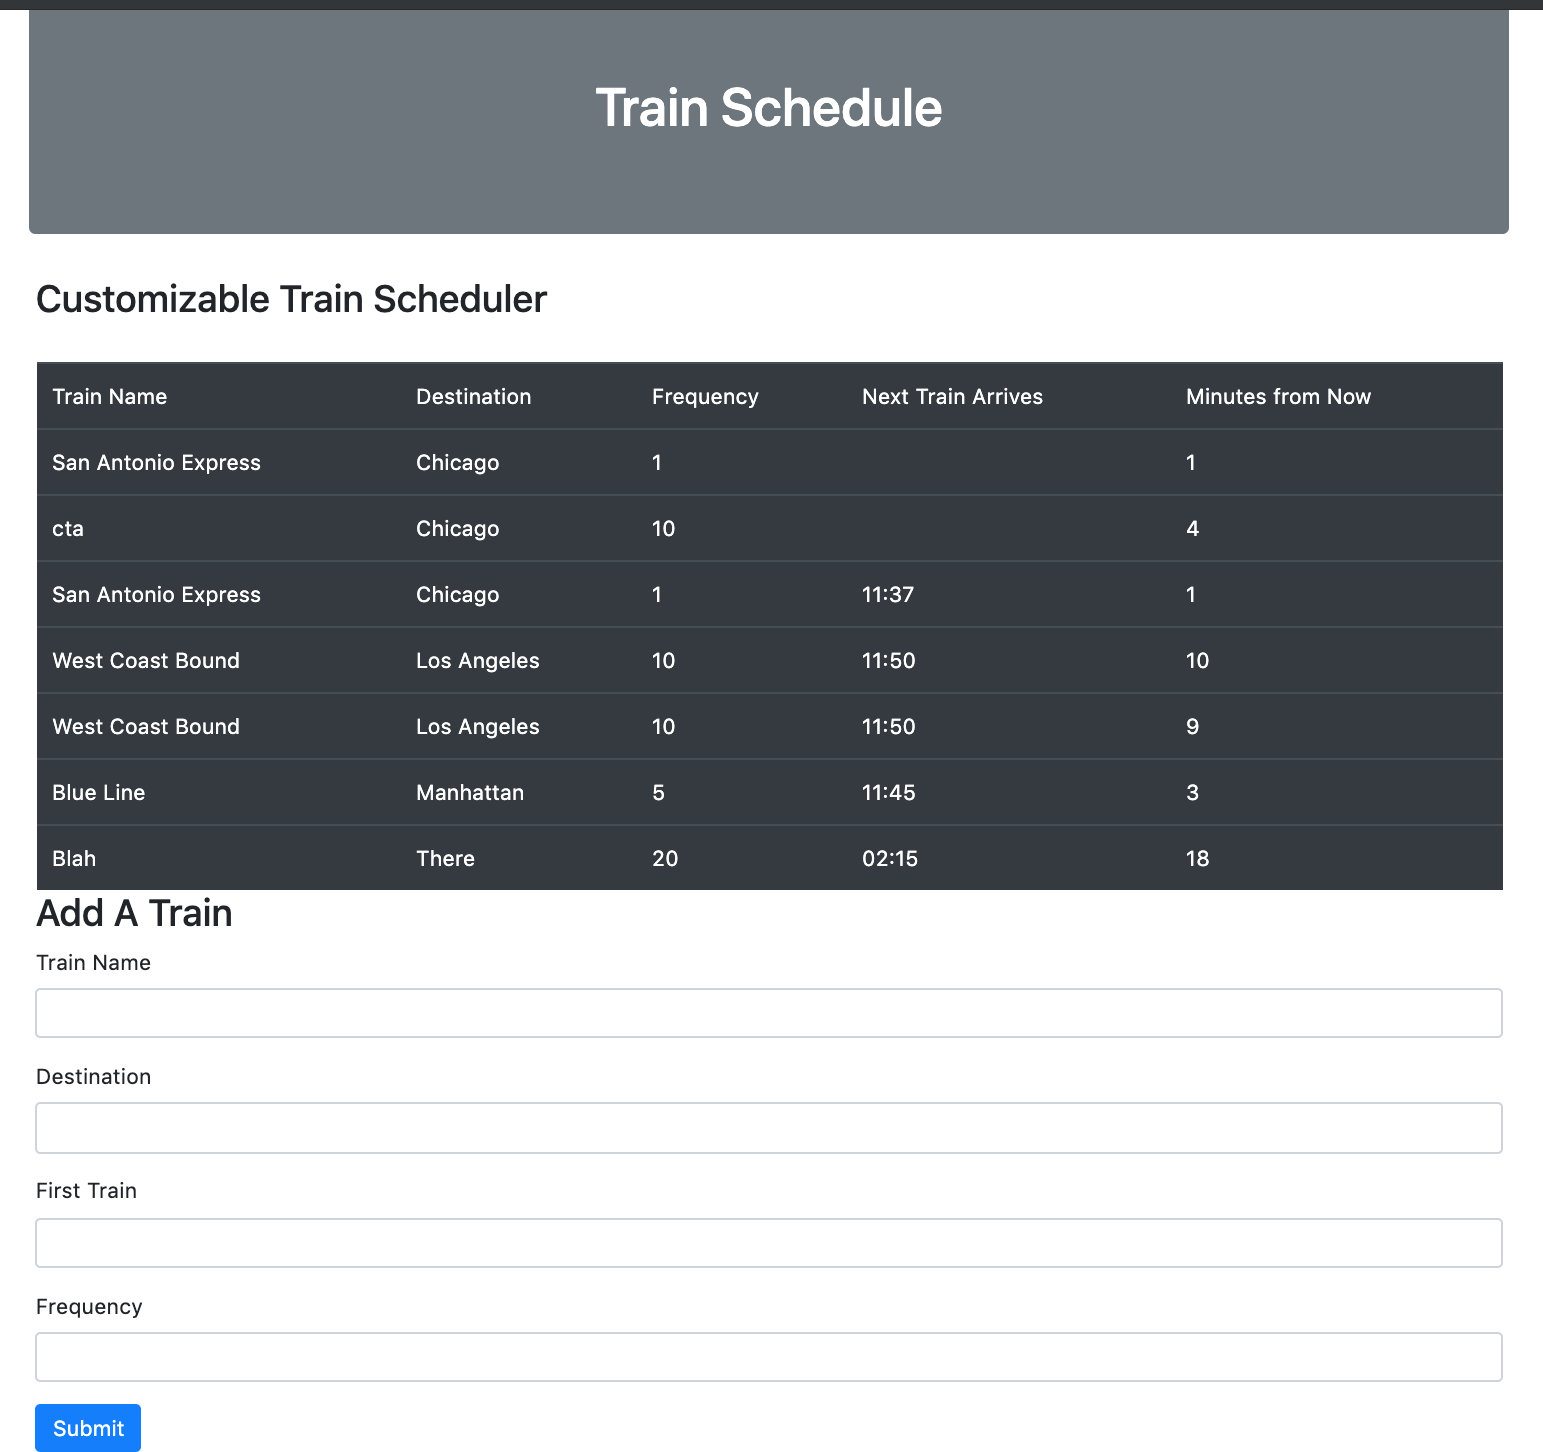 Train Schedule
Customizable Train Scheduler
Train Name Destination Frequency Next Train Arrives Minutes from Now
San Antonio Express Chicago 1 1
cta Chicago 10 4
San Antonio Express Chicago 1 11:37 1
West Coast Bound Los Angeles 10 11:50 10
West Coast Bound Los Angeles 10 11:50 9
Blue Line Manhattan 5 11:45 3
Blah There 20 02:15 18
Add A Train
Train Name
Destination
First Train
Frequency
Submit